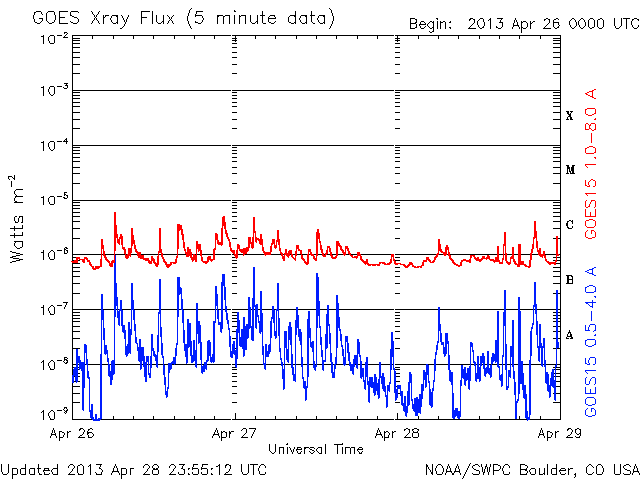 GOES Xray Flux (5 minute data)
Begin: 2013 Apr 26 0000 UTC
10⁻²
10⁻³
10⁻⁴
10⁻⁵
10⁻⁶
10⁻⁷
10⁻⁸
10⁻⁹
Watts m⁻²
X
M
C
B
A
GOES15 1.0-8.0 A
GOES15 0.5-4.0 A
Apr 26
Apr 27
Apr 28
Apr 29
Universal Time
Updated 2013 Apr 28 23:55:12 UTC
NOAA/SWPC Boulder, CO USA